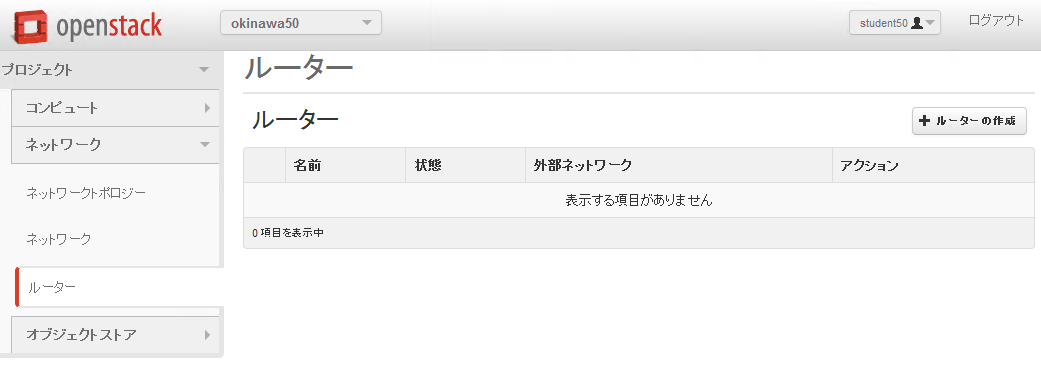 openstack
okinawa50
student50
ログアウト
プロジェクト
コンピュート
ネットワーク
ネットワークトポロジー
ネットワーク
ルーター
オブジェクトストア
ルーター
ルーター
ルーターの作成
名前 状態 外部ネットワーク アクション
表示する項目がありません
0 項目を表示中